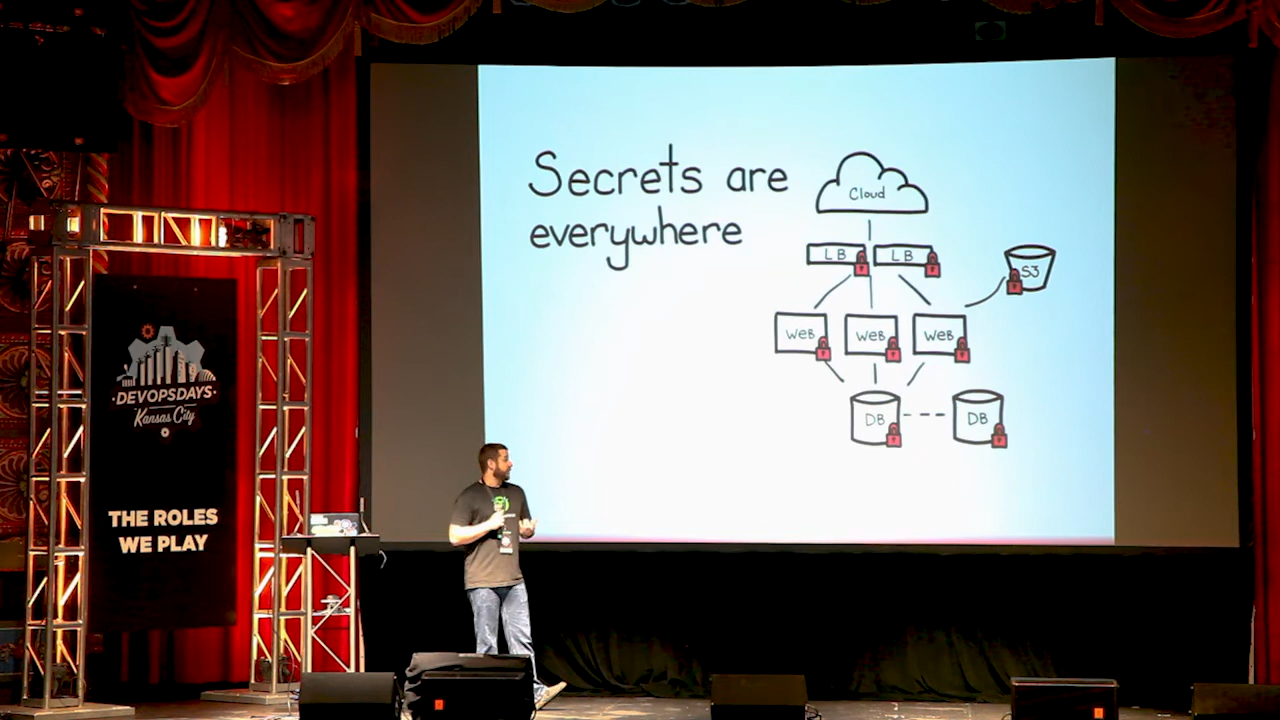 Secrets are
everywhere
Cloud
LB LB
S3
WEB WEB WEB
DB DB
DEVOPSDAYS
Kansas City
THE ROLES
WE PLAY